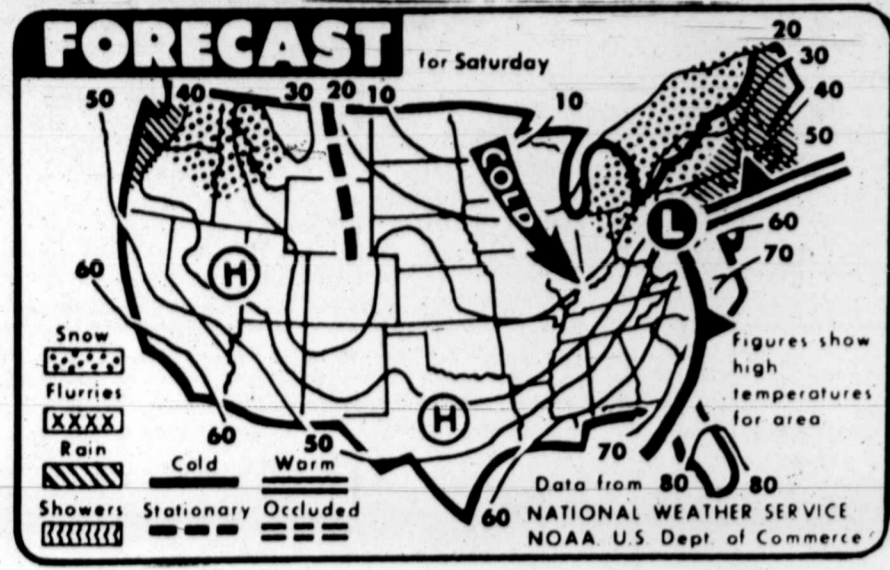 FORECAST
for Saturday
50
40
30
20
10
10
20
30
40
50
COLD
L
60
70
H
60
Snow
Flurries
XXXX
Rain
Showers
Cold
Warm
Stationary
Occluded
H
60
50
60
70
80
80
Figures show
high
temperatures
for area
Data from
NATIONAL WEATHER SERVICE
NOAA. U.S. Dept. of Commerce